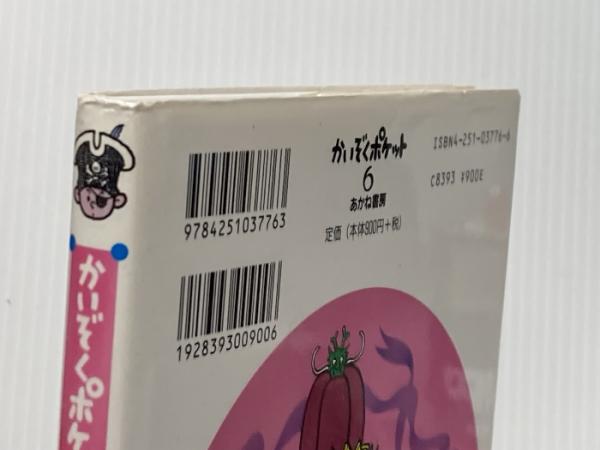 かいぞくポケ
9784251037763
1928393009006
かいぞくポケット
6
あかね書房
定価（本体900円+税）
ISBN4-251-03776-6
C8393 ¥900E